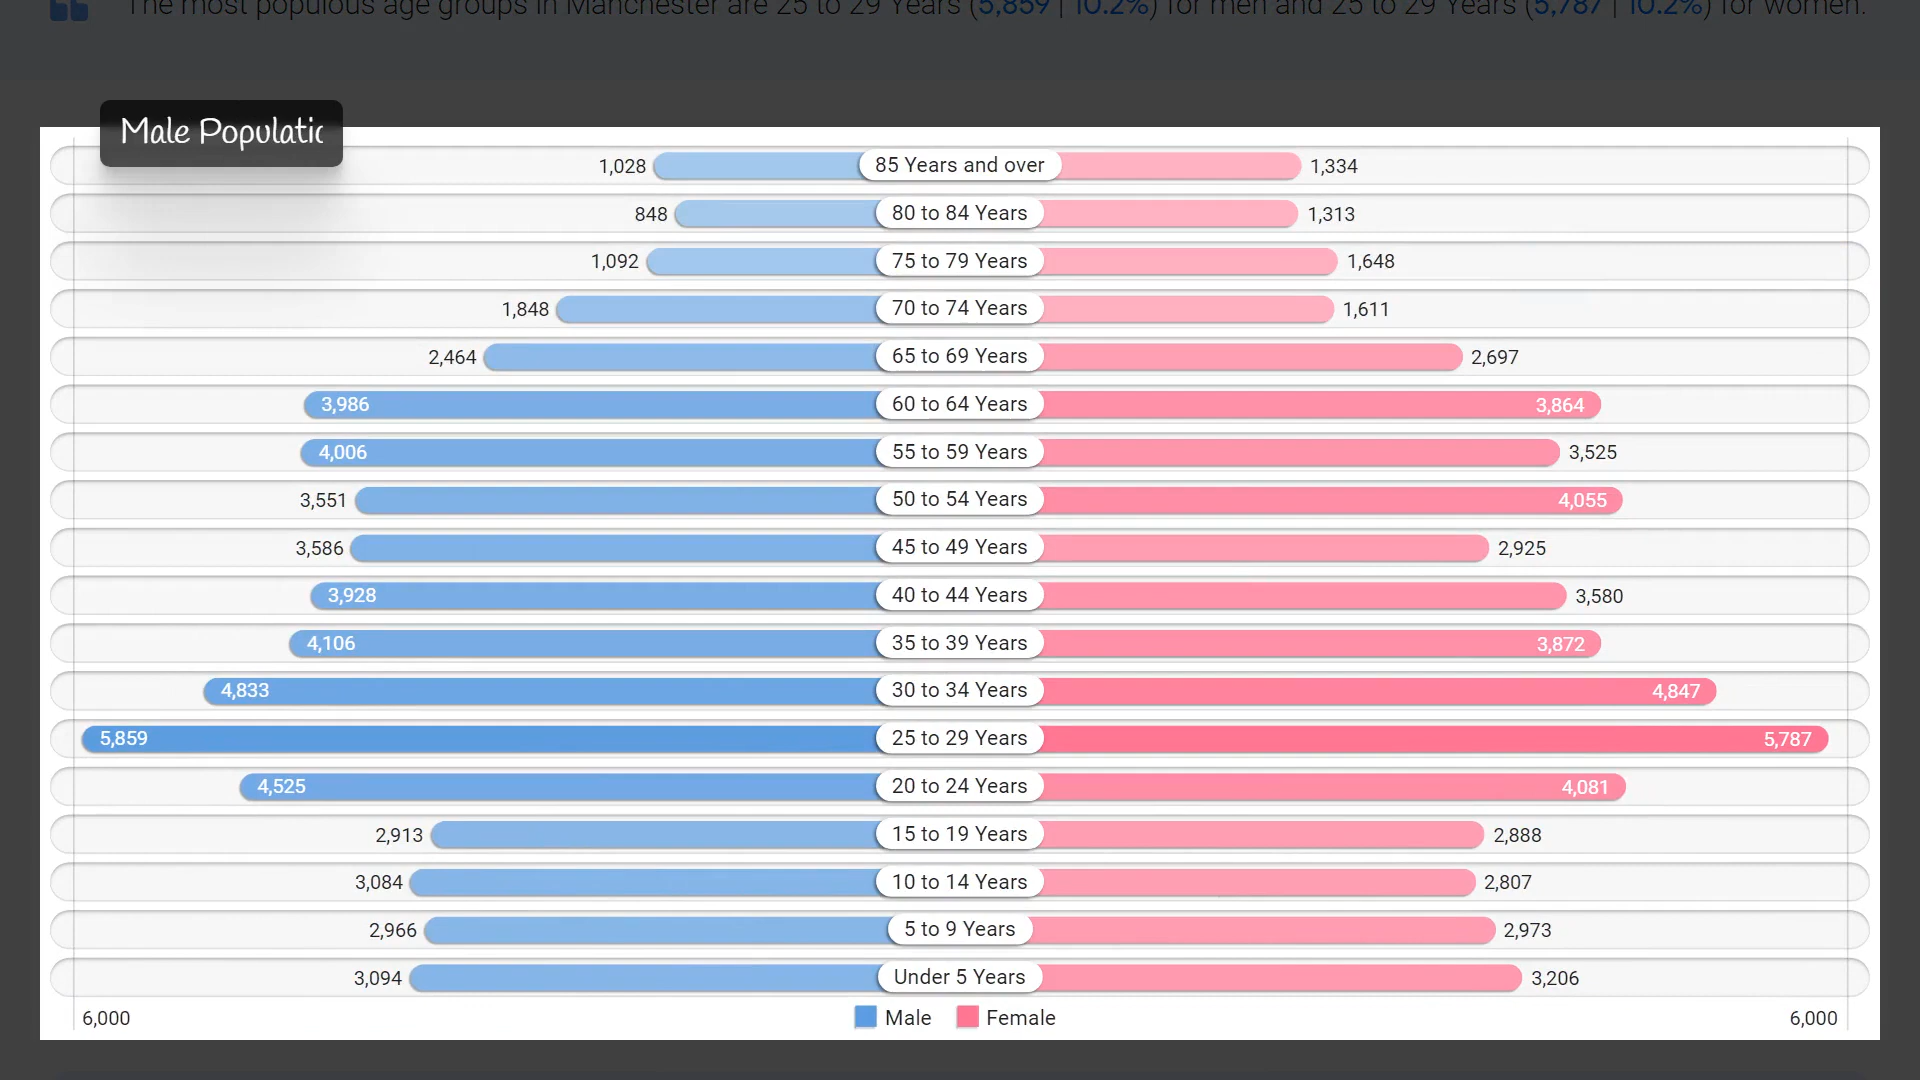 The most populous age groups in Manchester are 25 to 29 Years (5,859 | 10.2%) for men and 25 to 29 Years (5,787 | 10.2%) for women.
Male Populatic
1,028 85 Years and over 1,334
848 80 to 84 Years 1,313
1,092 75 to 79 Years 1,648
1,848 70 to 74 Years 1,611
2,464 65 to 69 Years 2,697
3,986 60 to 64 Years 3,864
4,006 55 to 59 Years 3,525
3,551 50 to 54 Years 4,055
3,586 45 to 49 Years 2,925
3,928 40 to 44 Years 3,580
4,106 35 to 39 Years 3,872
4,833 30 to 34 Years 4,847
5,859 25 to 29 Years 5,787
4,525 20 to 24 Years 4,081
2,913 15 to 19 Years 2,888
3,084 10 to 14 Years 2,807
2,966 5 to 9 Years 2,973
3,094 Under 5 Years 3,206
6,000 Male Female 6,000